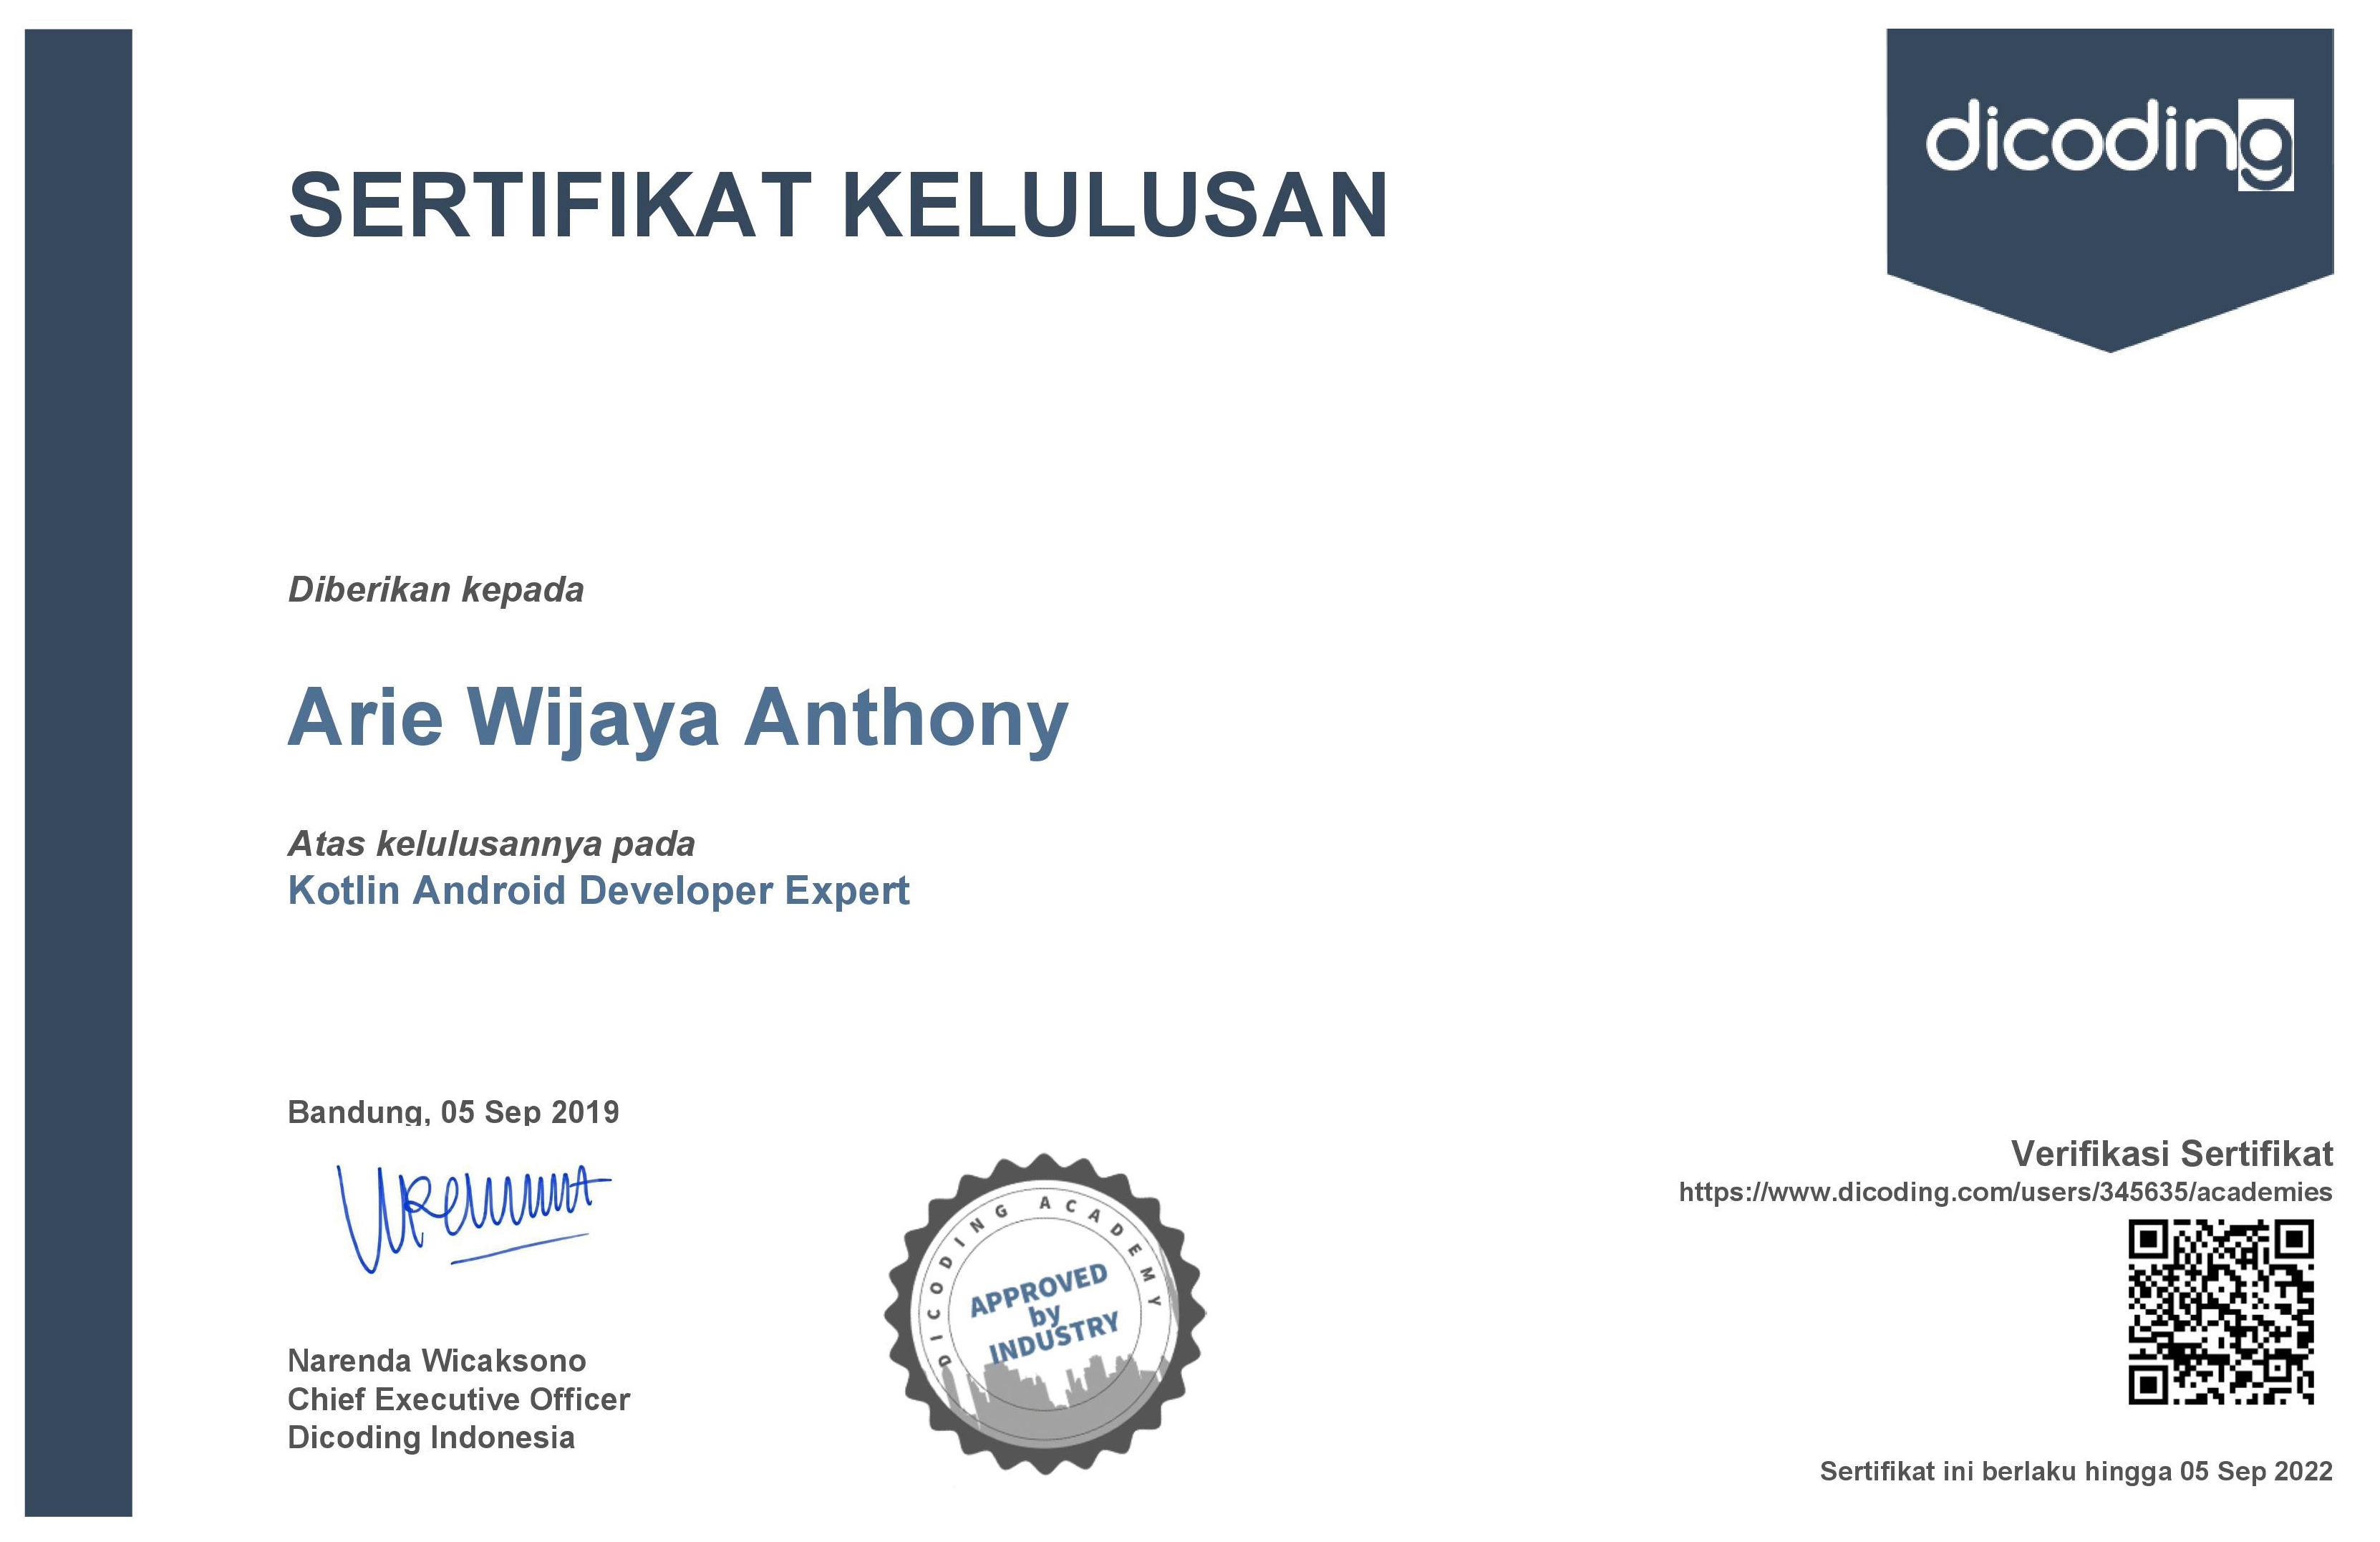 dicoding
SERTIFIKAT KELULUSAN
Diberikan kepada
Arie Wijaya Anthony
Atas kelulusannya pada
Kotlin Android Developer Expert
Bandung, 05 Sep 2019
Narenda Wicaksono
Chief Executive Officer
Dicoding Indonesia
DICODING ACADEMY
APPROVED
by
INDUSTRY
Verifikasi Sertifikat
https://www.dicoding.com/users/345635/academies
Sertifikat ini berlaku hingga 05 Sep 2022